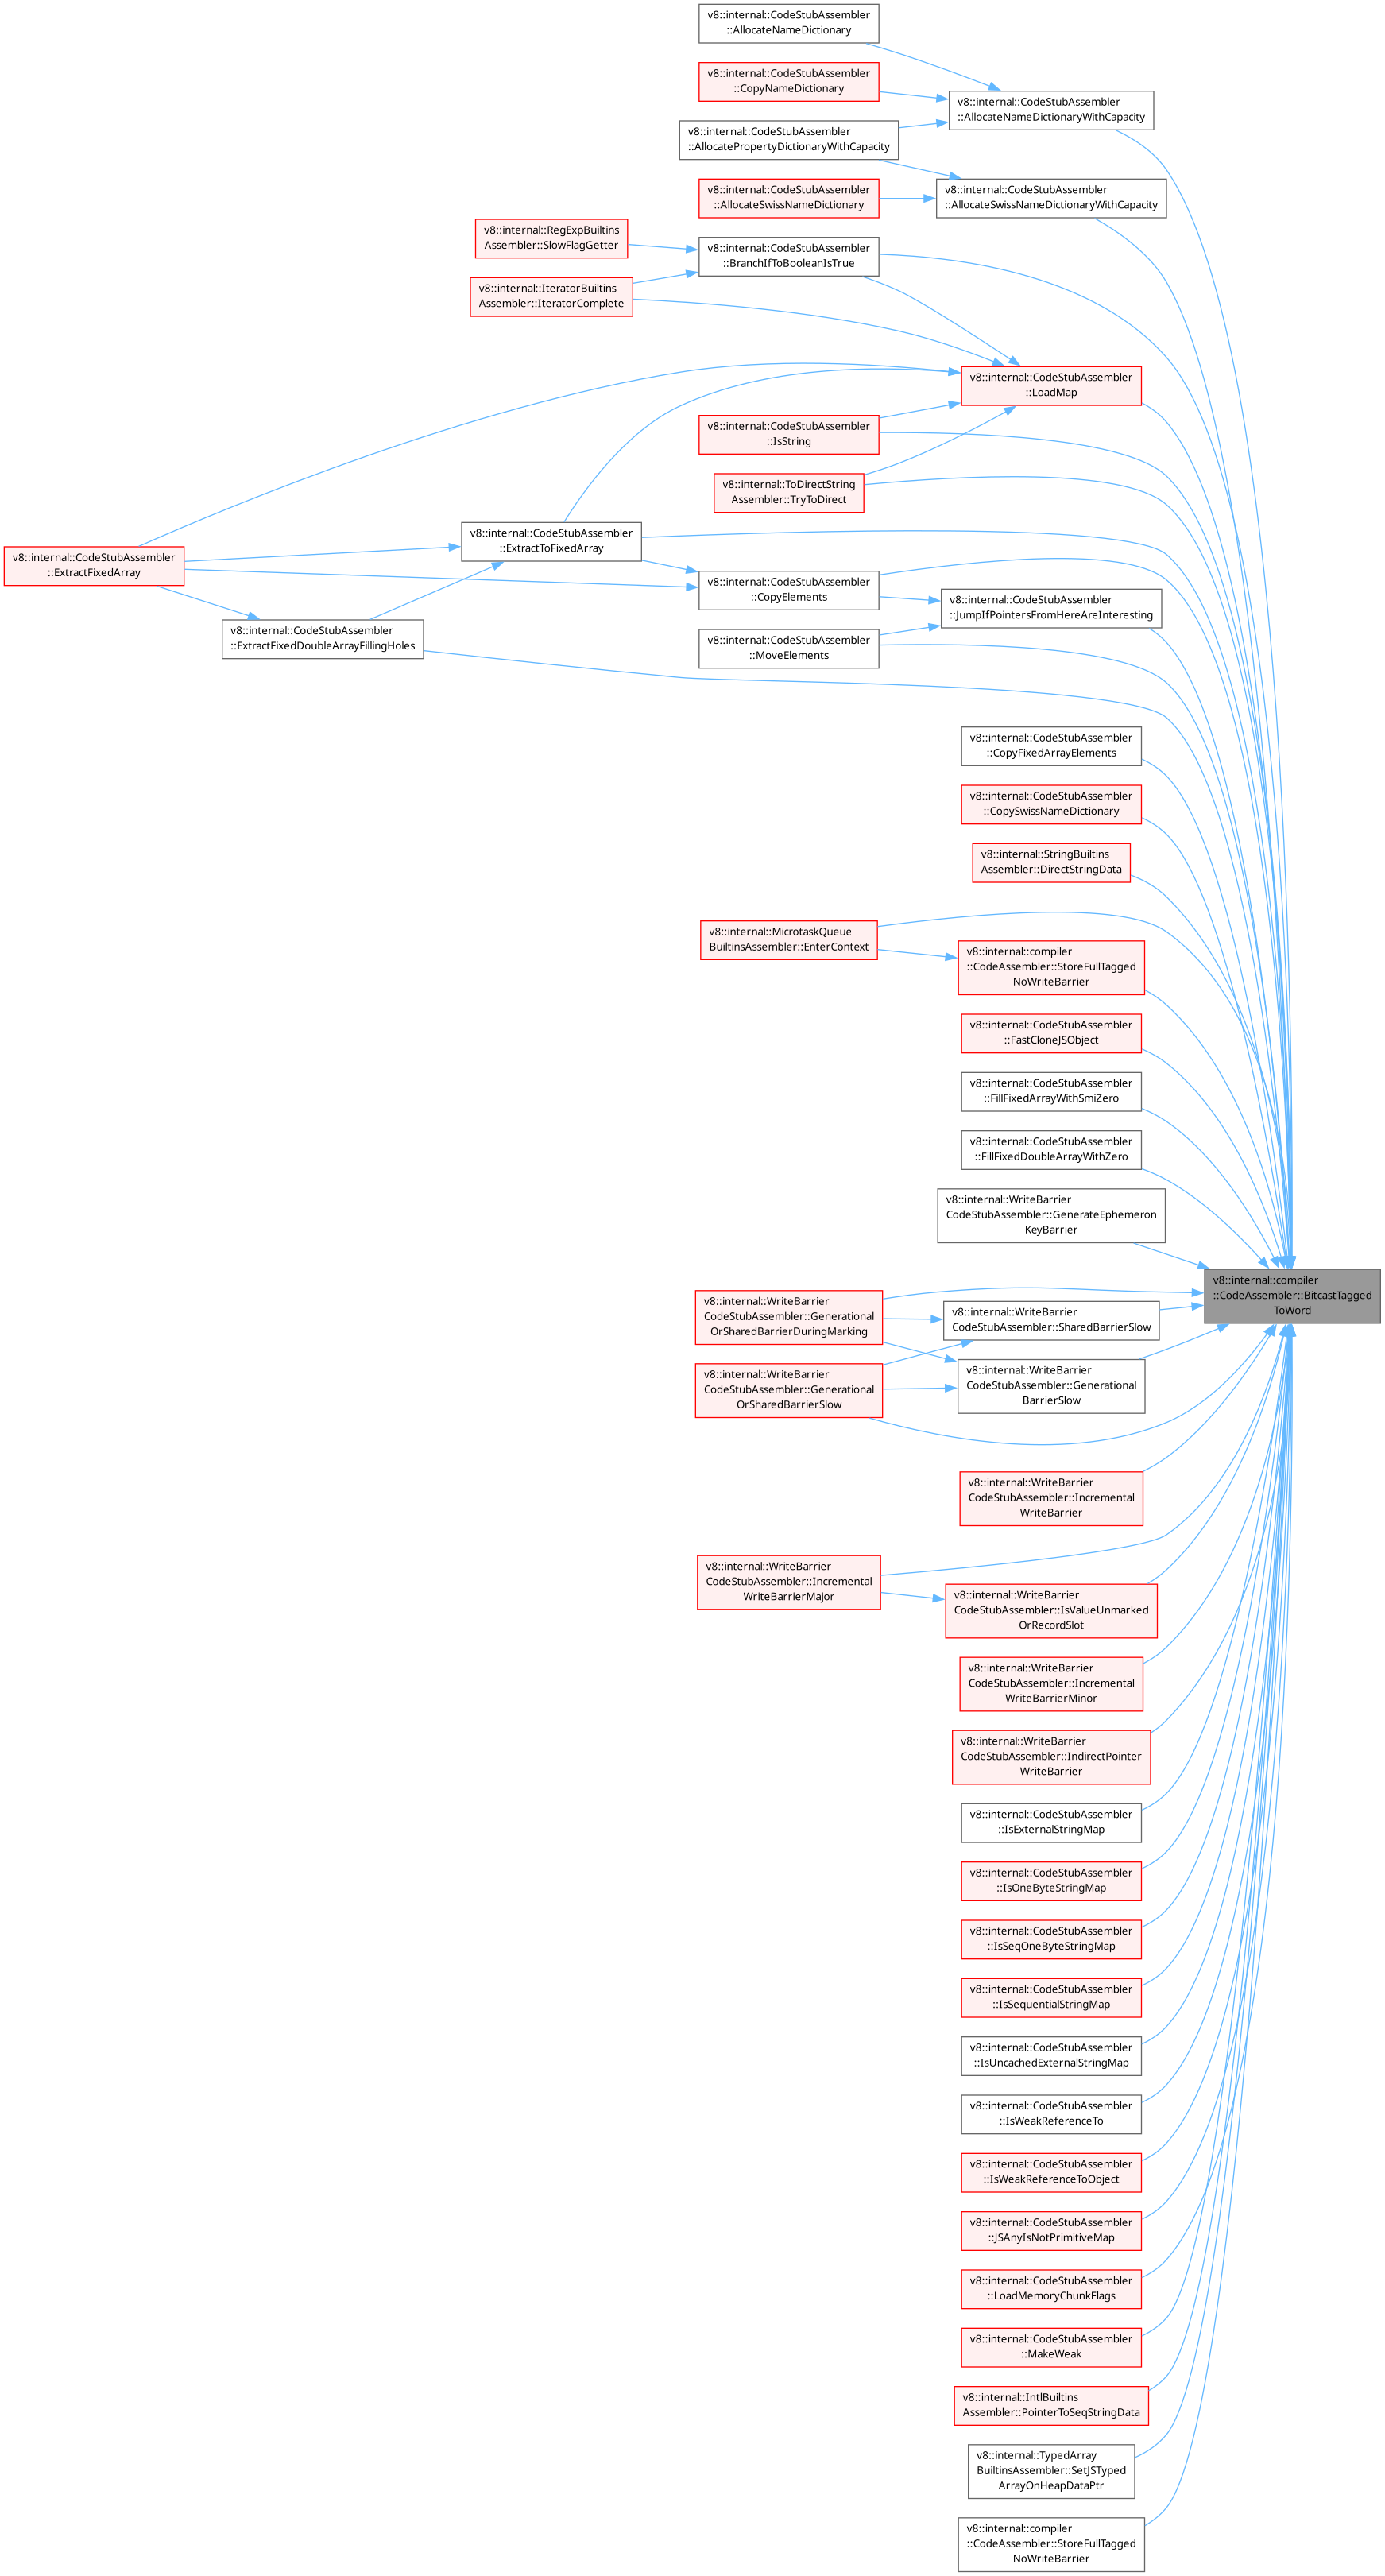 v8::internal::CodeStubAssembler
::AllocateNameDictionary
v8::internal::CodeStubAssembler
::CopyNameDictionary
v8::internal::CodeStubAssembler
::AllocateNameDictionaryWithCapacity
v8::internal::CodeStubAssembler
::AllocatePropertyDictionaryWithCapacity
v8::internal::CodeStubAssembler
::AllocateSwissNameDictionary
v8::internal::CodeStubAssembler
::AllocateSwissNameDictionaryWithCapacity
v8::internal::RegExpBuiltins
Assembler::SlowFlagGetter
v8::internal::CodeStubAssembler
::BranchIfToBooleanIsTrue
v8::internal::IteratorBuiltins
Assembler::IteratorComplete
v8::internal::CodeStubAssembler
::LoadMap
v8::internal::CodeStubAssembler
::IsString
v8::internal::ToDirectString
Assembler::TryToDirect
v8::internal::CodeStubAssembler
::ExtractToFixedArray
v8::internal::CodeStubAssembler
::ExtractFixedArray
v8::internal::CodeStubAssembler
::CopyElements
v8::internal::CodeStubAssembler
::JumpIfPointersFromHereAreInteresting
v8::internal::CodeStubAssembler
::ExtractFixedDoubleArrayFillingHoles
v8::internal::CodeStubAssembler
::MoveElements
v8::internal::CodeStubAssembler
::CopyFixedArrayElements
v8::internal::CodeStubAssembler
::CopySwissNameDictionary
v8::internal::StringBuiltins
Assembler::DirectStringData
v8::internal::MicrotaskQueue
BuiltinsAssembler::EnterContext
v8::internal::compiler
::CodeAssembler::StoreFullTagged
NoWriteBarrier
v8::internal::CodeStubAssembler
::FastCloneJSObject
v8::internal::CodeStubAssembler
::FillFixedArrayWithSmiZero
v8::internal::CodeStubAssembler
::FillFixedDoubleArrayWithZero
v8::internal::WriteBarrier
CodeStubAssembler::GenerateEphemeron
KeyBarrier
v8::internal::compiler
::CodeAssembler::BitcastTagged
ToWord
v8::internal::WriteBarrier
CodeStubAssembler::Generational
OrSharedBarrierDuringMarking
v8::internal::WriteBarrier
CodeStubAssembler::SharedBarrierSlow
v8::internal::WriteBarrier
CodeStubAssembler::Generational
OrSharedBarrierSlow
v8::internal::WriteBarrier
CodeStubAssembler::Generational
BarrierSlow
v8::internal::WriteBarrier
CodeStubAssembler::Incremental
WriteBarrier
v8::internal::WriteBarrier
CodeStubAssembler::Incremental
WriteBarrierMajor
v8::internal::WriteBarrier
CodeStubAssembler::IsValueUnmarked
OrRecordSlot
v8::internal::WriteBarrier
CodeStubAssembler::Incremental
WriteBarrierMinor
v8::internal::WriteBarrier
CodeStubAssembler::IndirectPointer
WriteBarrier
v8::internal::CodeStubAssembler
::IsExternalStringMap
v8::internal::CodeStubAssembler
::IsOneByteStringMap
v8::internal::CodeStubAssembler
::IsSeqOneByteStringMap
v8::internal::CodeStubAssembler
::IsSequentialStringMap
v8::internal::CodeStubAssembler
::IsUncachedExternalStringMap
v8::internal::CodeStubAssembler
::IsWeakReferenceTo
v8::internal::CodeStubAssembler
::IsWeakReferenceToObject
v8::internal::CodeStubAssembler
::JSAnyIsNotPrimitiveMap
v8::internal::CodeStubAssembler
::LoadMemoryChunkFlags
v8::internal::CodeStubAssembler
::MakeWeak
v8::internal::IntlBuiltins
Assembler::PointerToSeqStringData
v8::internal::TypedArray
BuiltinsAssembler::SetJSTyped
ArrayOnHeapDataPtr
v8::internal::compiler
::CodeAssembler::StoreFullTagged
NoWriteBarrier